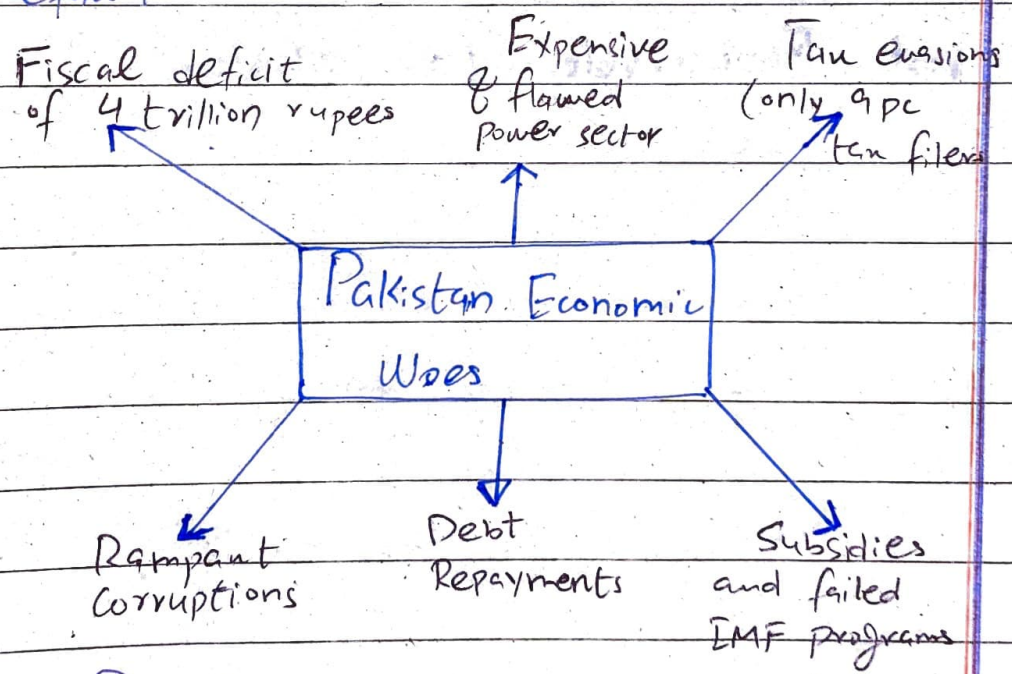 Fiscal deficit
of 4 trillion rupees
Expensive
& flawed
power sector
Tax evasions
(only 9 pc
tax filers
Pakistan Economic
Woes
Rampant
Corruptions
Debt
Repayments
Subsidies
and failed
IMF programs